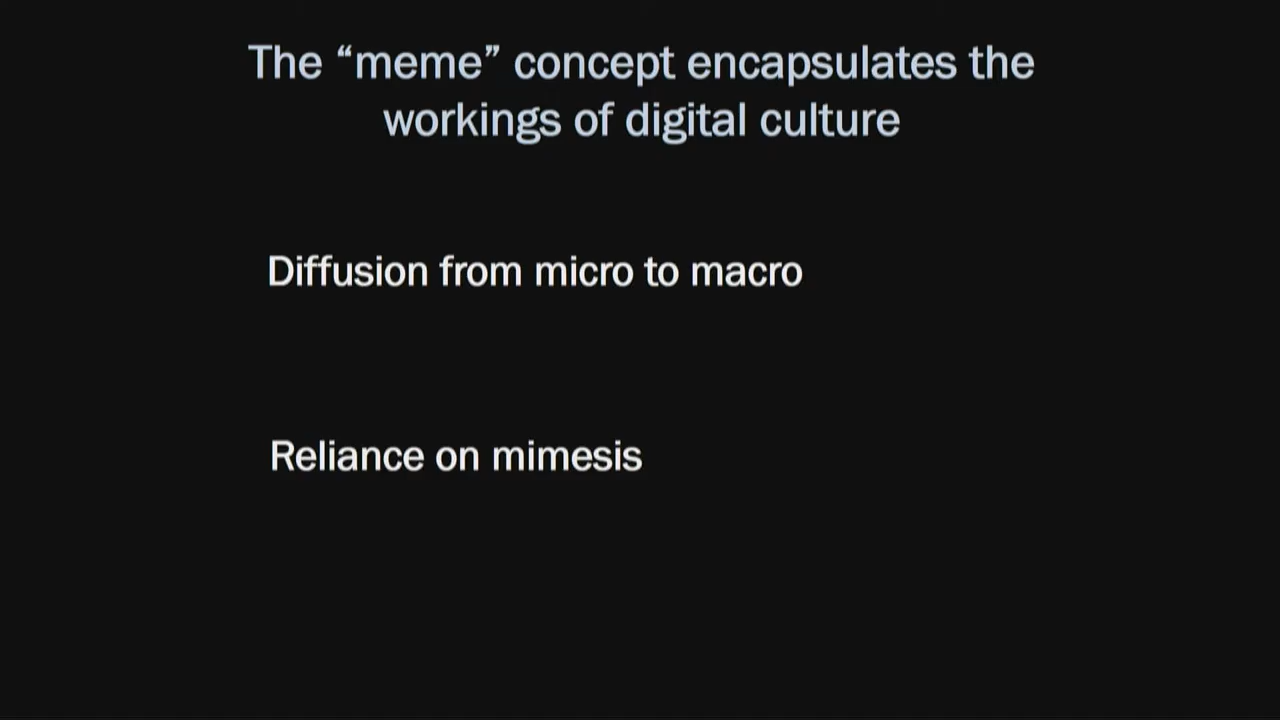 The “meme” concept encapsulates the
workings of digital culture
Diffusion from micro to macro
Reliance on mimesis